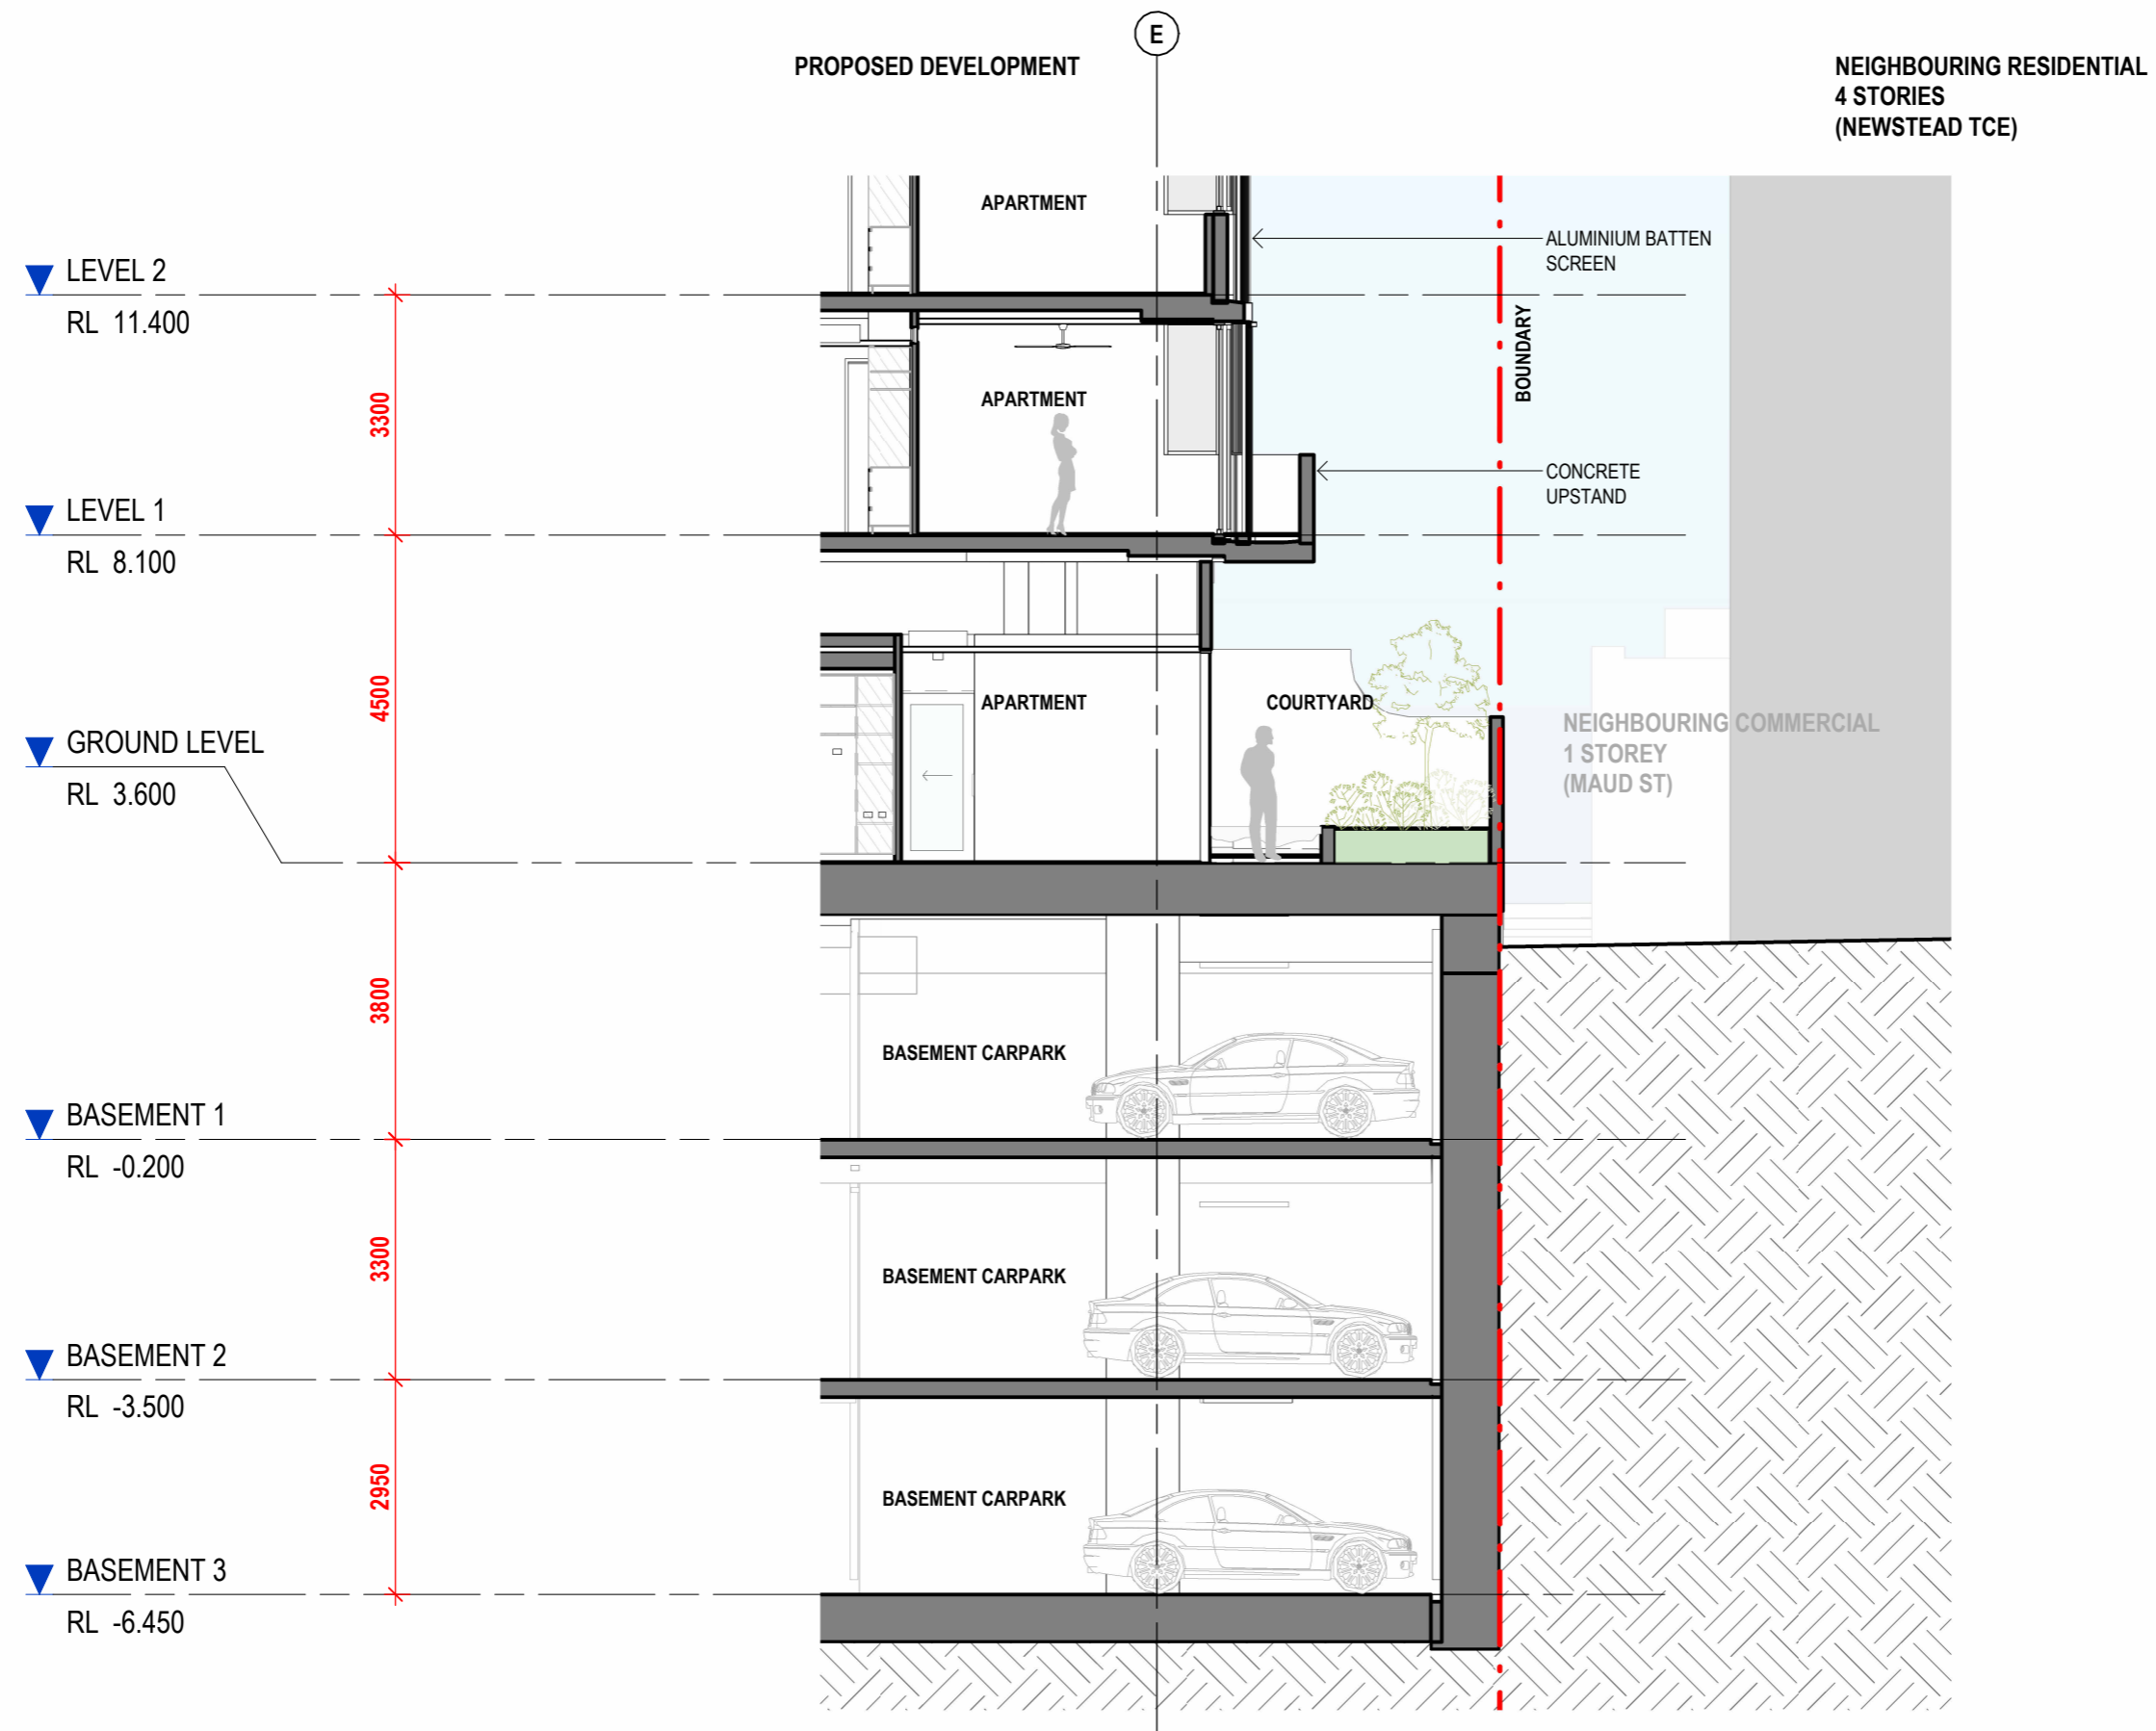 E
PROPOSED DEVELOPMENT
NEIGHBOURING RESIDENTIAL
4 STORIES
(NEWSTEAD TCE)
APARTMENT
ALUMINIUM BATTEN
SCREEN
LEVEL 2
RL 11.400
BOUNDARY
3300
APARTMENT
CONCRETE
UPSTAND
LEVEL 1
RL 8.100
4500
APARTMENT
COURTYARD
NEIGHBOURING COMMERCIAL
1 STOREY
(MAUD ST)
GROUND LEVEL
RL 3.600
3800
BASEMENT CARPARK
BASEMENT 1
RL -0.200
3300
BASEMENT CARPARK
BASEMENT 2
RL -3.500
2950
BASEMENT CARPARK
BASEMENT 3
RL -6.450